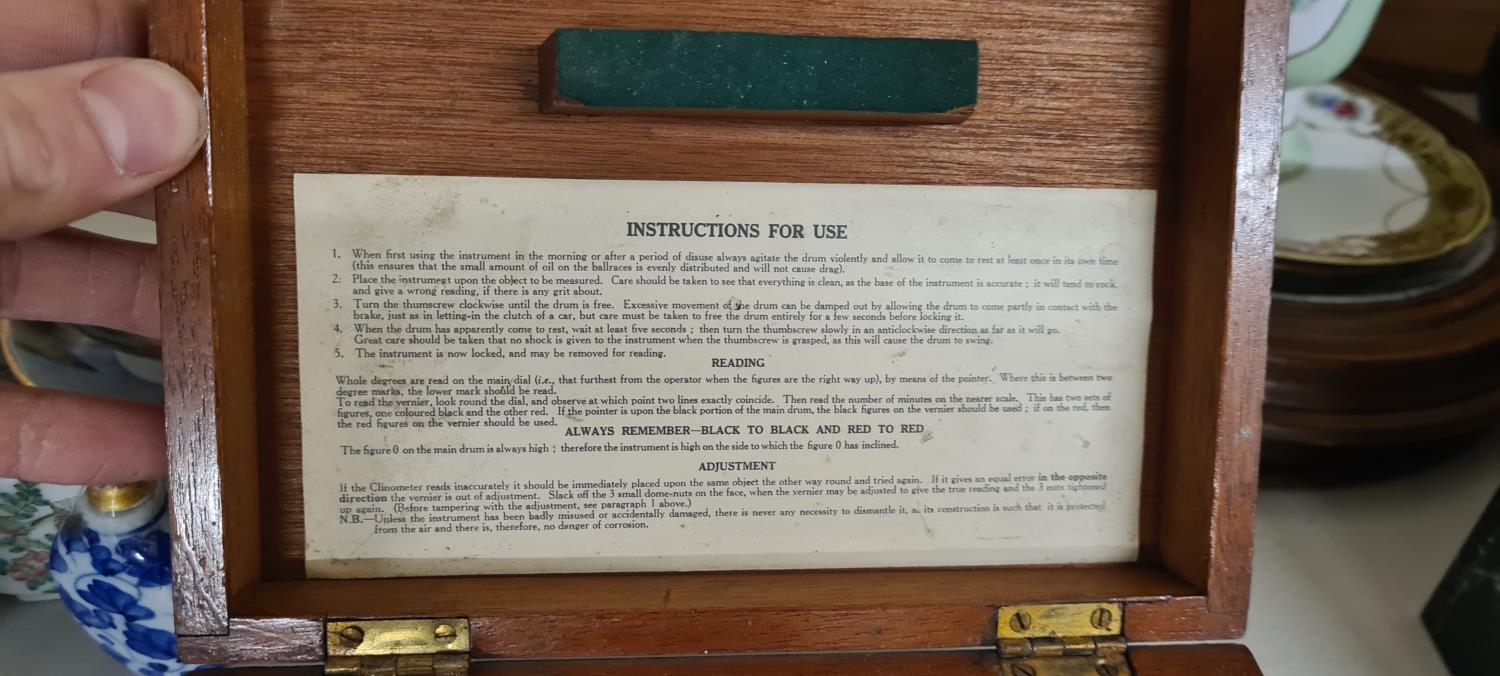 INSTRUCTIONS FOR USE
1. When first using the instrument in the morning or after a period of disuse always agitate the drum violently and allow it to come to rest at least once in its own time
(this ensures that the small amount of oil on the ballraces is evenly distributed and will not cause drag).
2. Place the instrument upon the object to be measured. Care should be taken to see that everything is clean, as the base of the instrument is accurate ; it will tend to rock,
and give a wrong reading, if there is any grit about.
3. Turn the thumscrew clockwise until the drum is free. Excessive movement of the drum can be damped out by allowing the drum to come partly in contact with the
brake, just as in letting-in the clutch of a car, but care must be taken to free the drum entirely for a few seconds before locking it.
4. When the drum has apparently come to rest, wait at least five seconds ; then turn the thumbscrew slowly in an anticlockwise direction as far as it will go.
Great care should be taken that no shock is given to the instrument when the thumbscrew is grasped, as this will cause the drum to swing.
5. The instrument is now locked, and may be removed for reading.
READING
Whole degrees are read on the main dial (i.e., that furthest from the operator when the figures are the right way up), by means of the pointer. Where this is between two
degree marks, the lower mark should be read.
To read the vernier, look round the dial, and observe at which point two lines exactly coincide. Then read the number of minutes on the nearer scale. This has two sets of
figures, one coloured black and the other red. If the pointer is upon the black portion of the main drum, the black figures on the vernier should be used ; if on the red, then
the red figures on the vernier should be used.
ALWAYS REMEMBER—BLACK TO BLACK AND RED TO RED
The figure 0 on the main drum is always high ; therefore the instrument is high on the side to which the figure 0 has inclined.
ADJUSTMENT
If the Clinometer reads inaccurately it should be immediately placed upon the same object the other way round and tried again. If it gives an equal error in the opposite
direction the vernier is out of adjustment. Slack off the 3 small dome-nuts on the face, when the vernier may be adjusted to give the true reading and the 3 nuts tightened
up again. (Before tampering with the adjustment, see paragraph 1 above.)
N.B.—Unless the instrument has been badly misused or accidentally damaged, there is never any necessity to dismantle it, as its construction is such that it is protected
from the air and there is, therefore, no danger of corrosion.